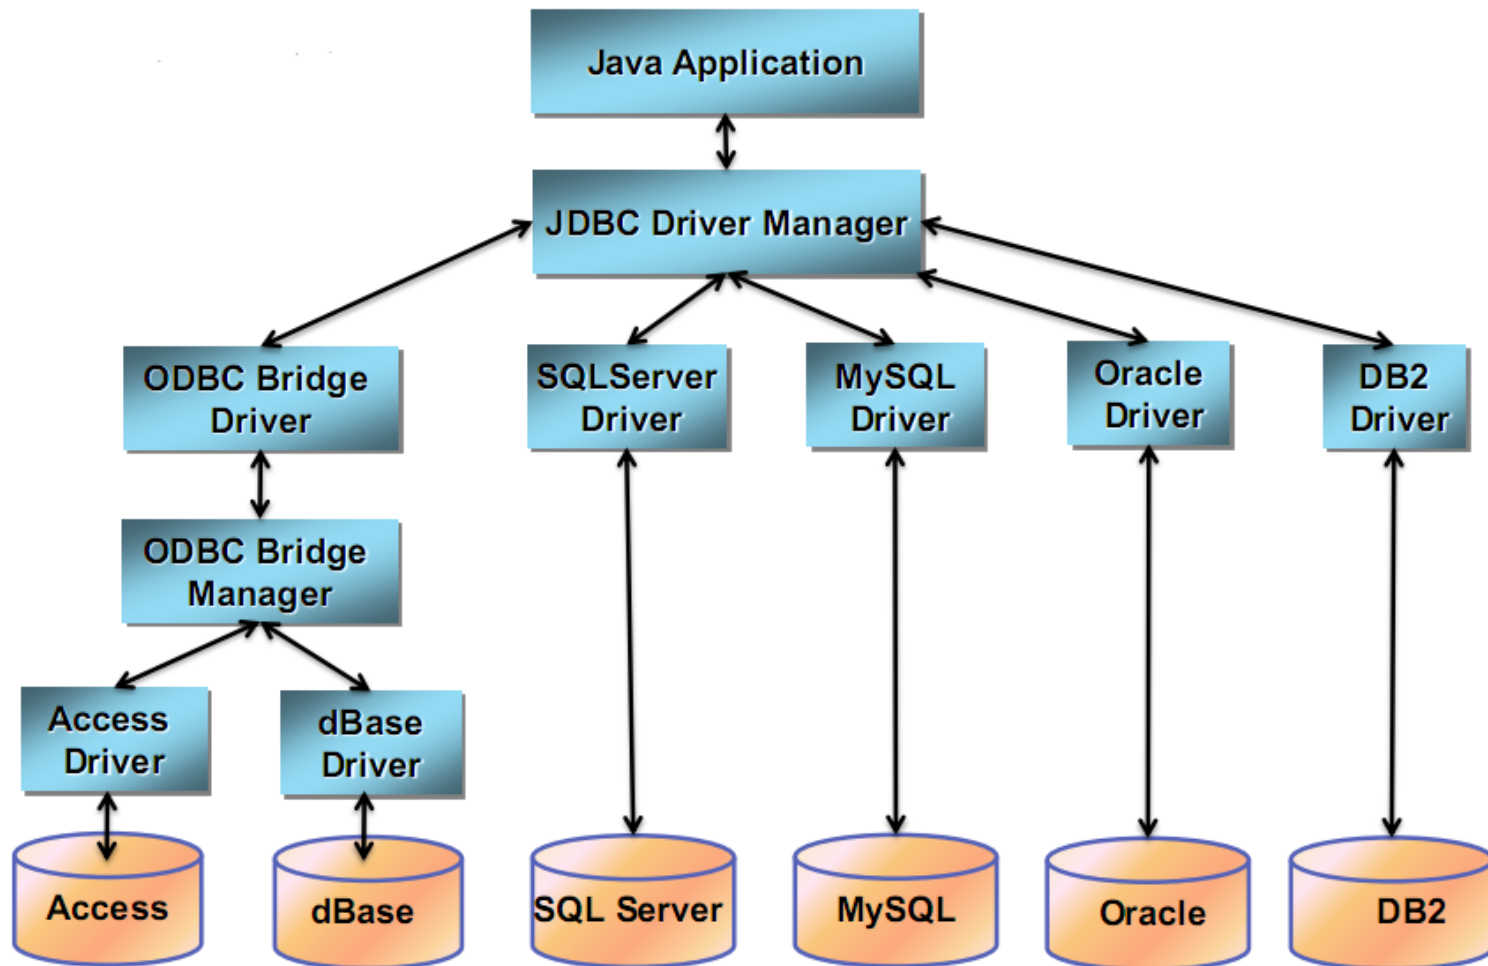 Java Application
JDBC Driver Manager
ODBC Bridge
Driver
SQLServer
Driver
MySQL
Driver
Oracle
Driver
DB2
Driver
ODBC Bridge
Manager
Access
Driver
dBase
Driver
Access
dBase
SQL Server
MySQL
Oracle
DB2